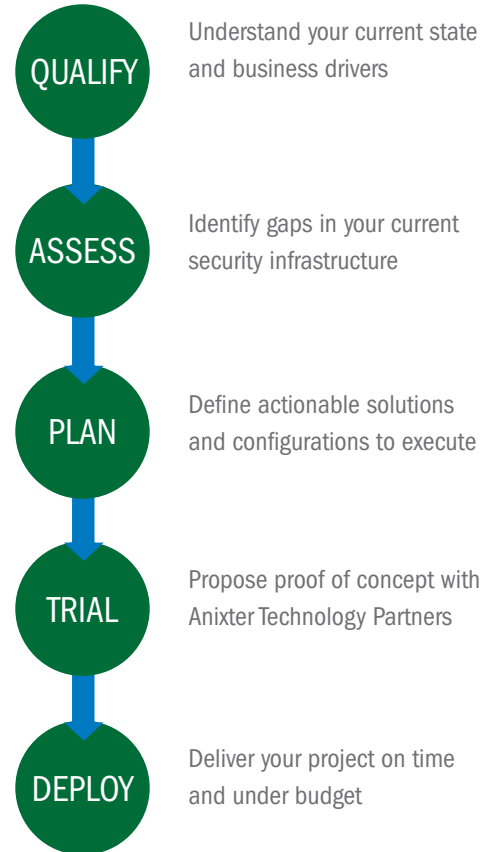 QUALIFY
Understand your current state
and business drivers
ASSESS
Identify gaps in your current
security infrastructure
PLAN
Define actionable solutions
and configurations to execute
TRIAL
Propose proof of concept with
Anixter Technology Partners
DEPLOY
Deliver your project on time
and under budget